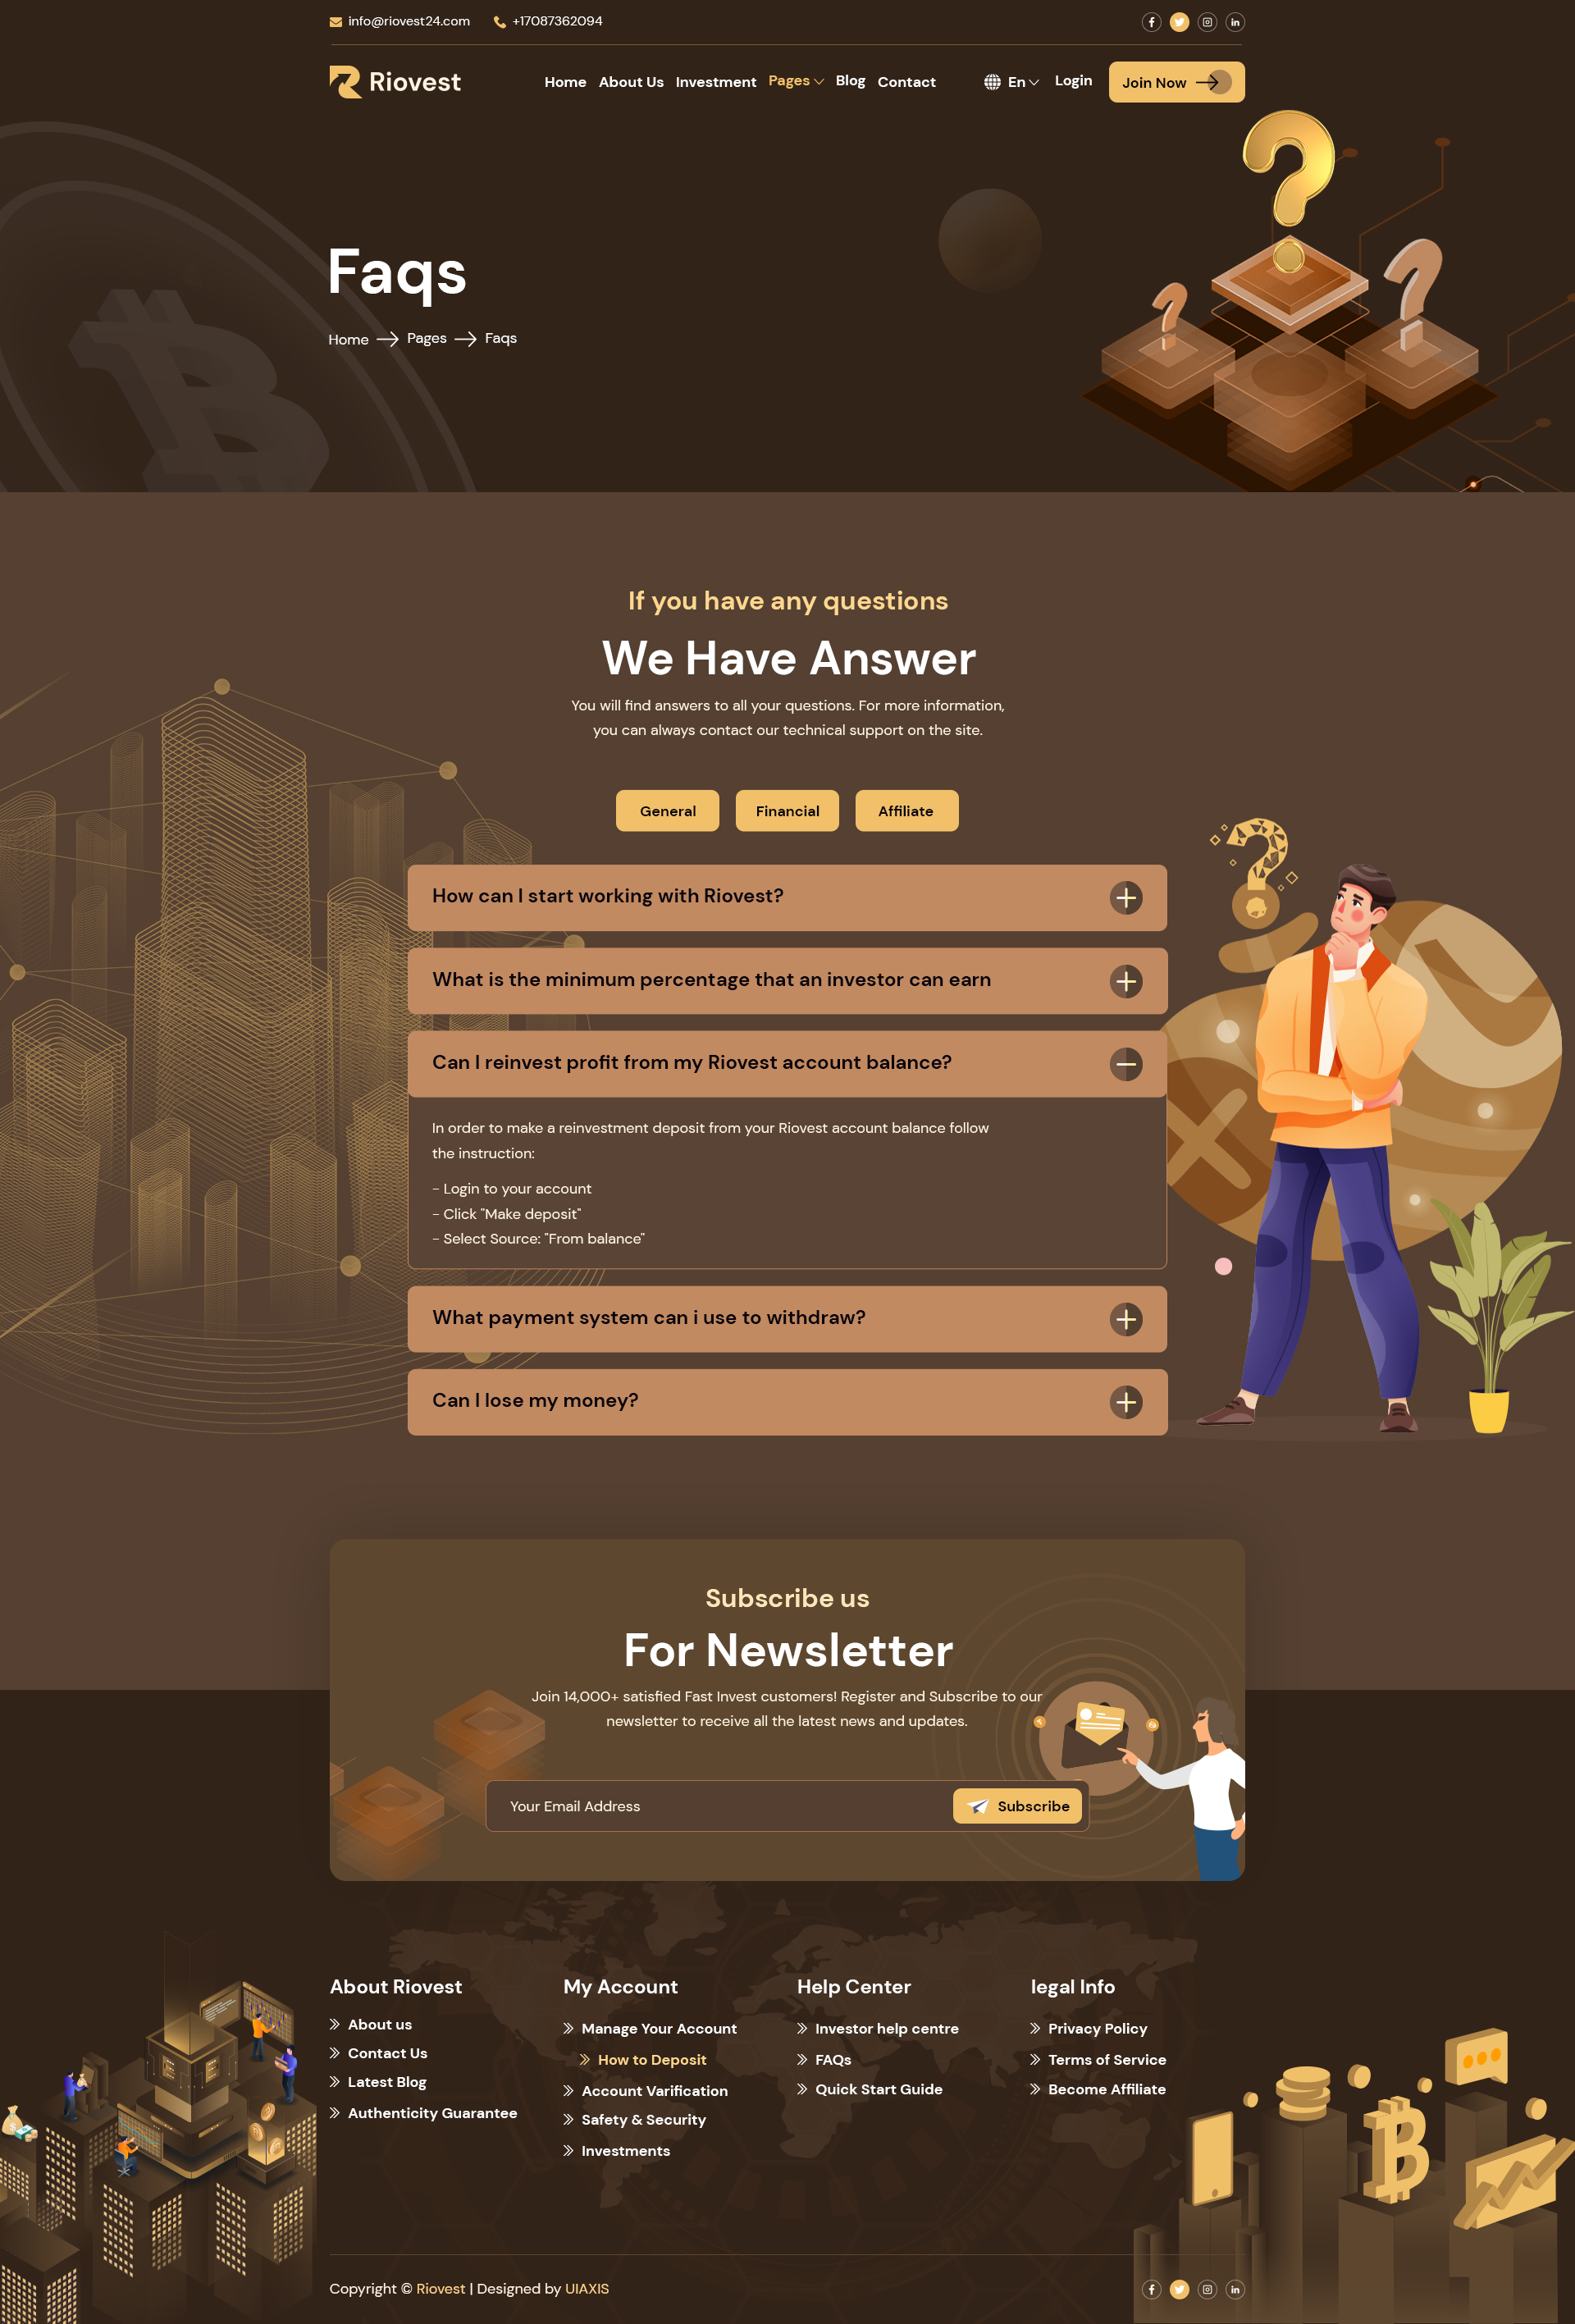 info@riovest24.com
+17087362094
Riovest
Home About Us Investment Pages Blog Contact
En Login Join Now
Faqs
Home Pages Faqs
If you have any questions
We Have Answer
You will find answers to all your questions. For more information,
you can always contact our technical support on the site.
General Financial Affiliate
How can I start working with Riovest?
What is the minimum percentage that an investor can earn
Can I reinvest profit from my Riovest account balance?
In order to make a reinvestment deposit from your Riovest account balance follow
the instruction:
- Login to your account
- Click "Make deposit"
- Select Source: "From balance"
What payment system can i use to withdraw?
Can I lose my money?
Subscribe us
For Newsletter
Join 14,000+ satisfied Fast Invest customers! Register and Subscribe to our
newsletter to receive all the latest news and updates.
Your Email Address
Subscribe
About Riovest
About us
Contact Us
Latest Blog
Authenticity Guarantee
My Account
Manage Your Account
How to Deposit
Account Varification
Safety & Security
Investments
Help Center
Investor help centre
FAQs
Quick Start Guide
legal Info
Privacy Policy
Terms of Service
Become Affiliate
Copyright © Riovest | Designed by UIAXIS